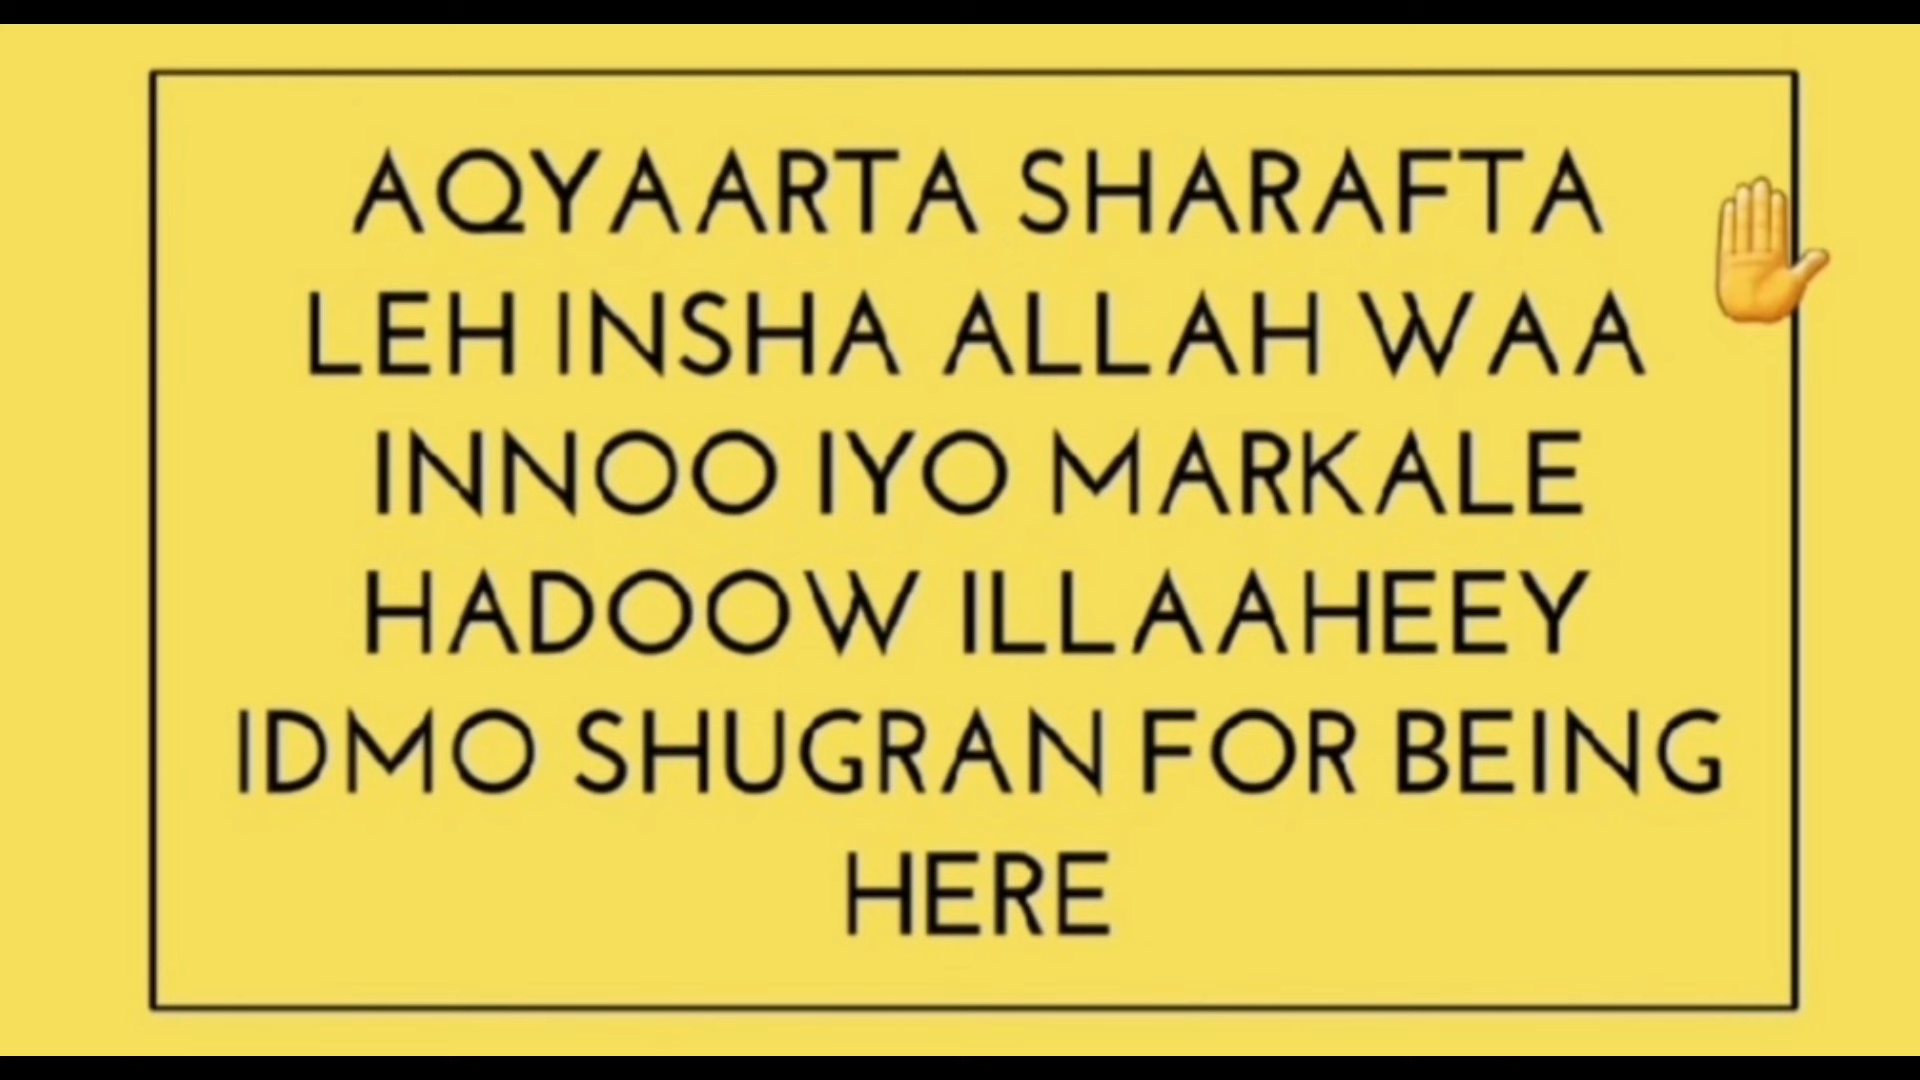 AQYAARTA SHARAFTA
LEH INSHA ALLAH WAA
INNOO IYO MARKALE
HADOOW ILLAAHEEY
IDMO SHUGRAN FOR BEING
HERE